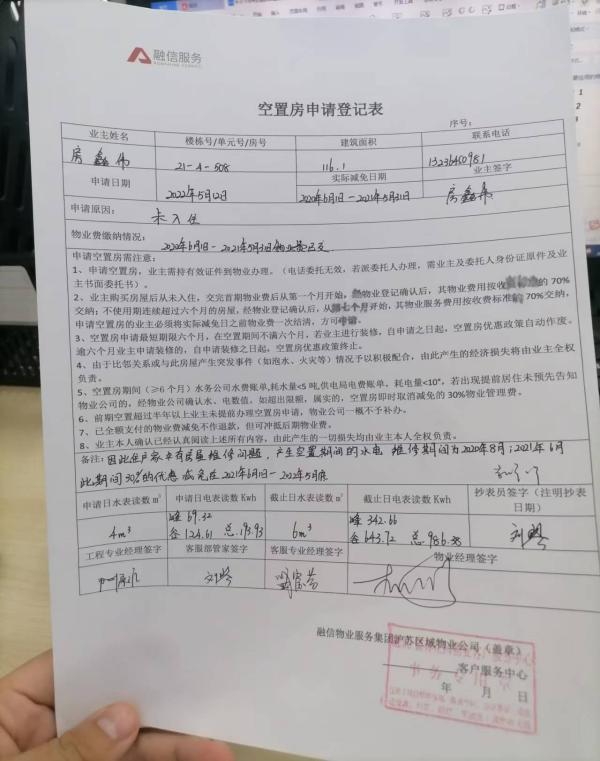 融信服务
RONSHINE SERVICE
空置房申请登记表
序号：
业主姓名 楼栋号/单元号/房号 建筑面积 联系电话
房鑫伟 21-4-508 116.1 13236460981
申请日期 实际减免日期 业主签字
2022年5月12日 2020年6月1日-2021年5月31日 房鑫伟
申请原因： 未入住
物业费缴纳情况： 2020年6月1日-2021年5月31日物业费已交
申请空置房需注意：
1、申请空置房，业主需持有效证件到物业办理。（电话委托无效，若派委托人办理，需业主及委托人身份证原件及业
主书面委托书）。
2、业主购买房屋后从未入住，交完首期物业费后从第一个月开始，物业登记确认后，其物业费用按收的 70%
交纳；不使用期连续超过六个月的房屋，经物业登记确认后，从第七个月开始，其物业服务费用按收费标准的 70%交纳，
申请空置房的业主必须将实际减免日之前物业费一次结清，方可申请。
3、空置房申请最短期限六个月，在空置期间不满六个月，若业主进行装修，自申请之日起，空置房优惠政策自动作废。
逾六个月业主申请装修的，自申请装修之日起，空置房优惠政策终止。
4、由于比邻关系或与此房屋产生突发事件（如泡水、火灾等）情况予以积极配合，由此产生的经济损失将由业主全权
负责。
5、空置房期间（≥6 个月）水务公司水费账单,耗水量<5 吨,供电局电费账单，耗电量<10°，若出现提前居住未预先告知
物业公司的，经物业公司确认水、电数值，如超出限额，属实的，空置房即时取消减免的 30%物业管理费。
6、前期空置超过半年以上业主未提前办理空置房申请，物业公司一概不予补办。
7、已全额支付的物业费减免不作退款，但可冲抵后期物业费。
8、业主本人确认已经认真阅读上述所有内容，由此产生的一切损失均由业主本人全权负责。
备注：因此住户家中有房屋维修问题，产生空置期间的水电 维修期间为2020年8月；2021年6月
此期间30%的优惠 减免在2021年6月1日-2022年5月底
申请日水表读数 m³ 申请日电表读数 Kwh 截止日水表读数 m³ 截止日电表读数 Kwh 抄表员签字（注明抄表
日期）
4m³ 峰 69.32 6m³ 峰 342.66
谷 124.61 总 193.93 谷 643.72 总 986.38
工程专业经理签字 客服部管家签字 客服专业经理签字 物业经理签字
融信物业服务集团沪苏区域物业公司（盖章）
客户服务中心
年 月 日